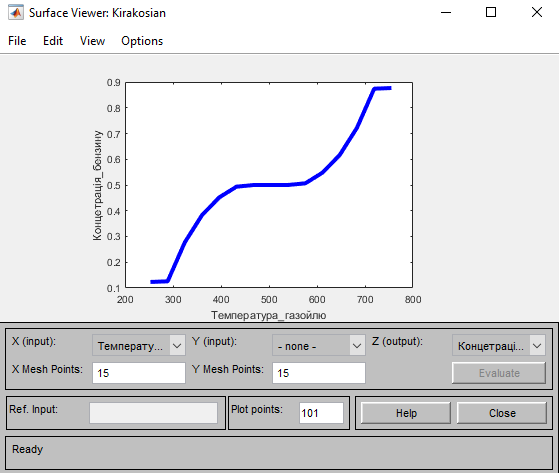 Surface Viewer: Kirakosian
File Edit View Options
0.9
0.8
0.7
0.6
0.5
0.4
0.3
0.2
0.1
Концетрація_бензину
200 300 400 500 600 700 800
Температура_газойлю
X (input): Температу... Y (input): - none - Z (output): Концетраці...
X Mesh Points: 15 Y Mesh Points: 15 Evaluate
Ref. Input: Plot points: 101 Help Close
Ready